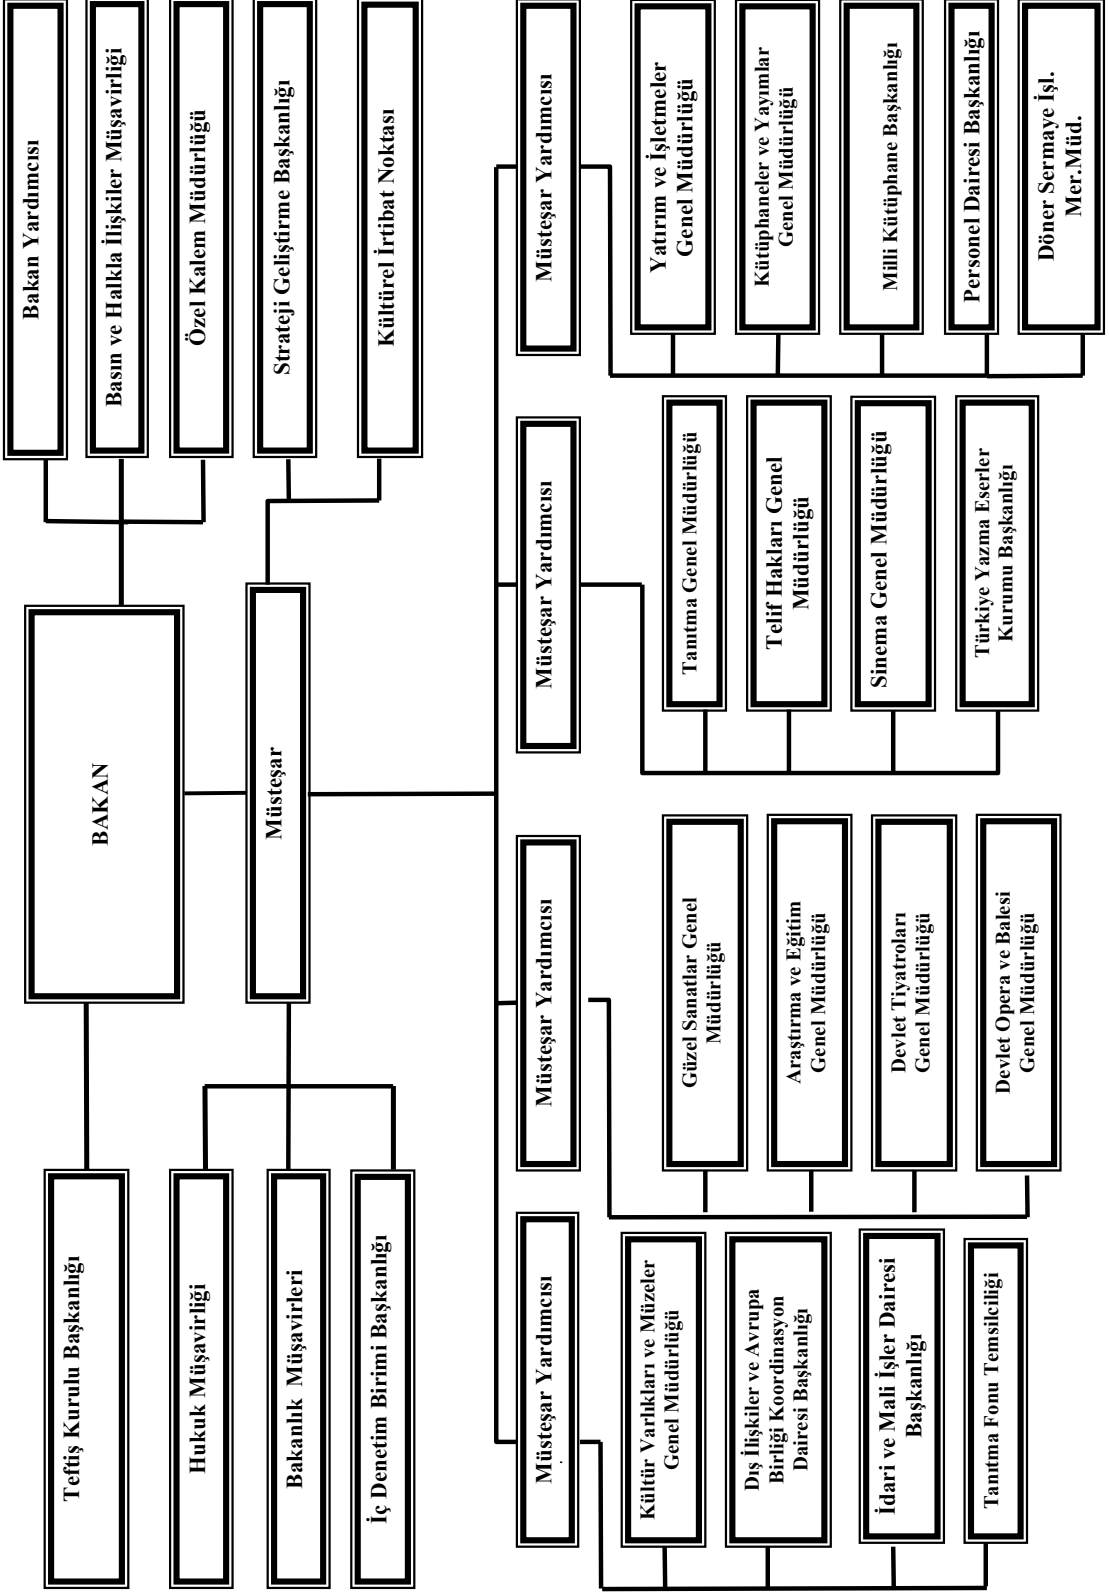 BAKAN
Teftiş Kurulu Başkanlığı
Bakan Yardımcısı
Basın ve Halkla İlişkiler Müşavirliği
Özel Kalem Müdürlüğü
Müsteşar
Hukuk Müşavirliği
Bakanlık Müşavirleri
İç Denetim Birimi Başkanlığı
Strateji Geliştirme Başkanlığı
Kültürel İrtibat Noktası
Müsteşar Yardımcısı
Kültür Varlıkları ve Müzeler
Genel Müdürlüğü
Dış İlişkiler ve Avrupa
Birliği Koordinasyon
Dairesi Başkanlığı
İdari ve Mali İşler Dairesi
Başkanlığı
Tanıtma Fonu Temsilciliği
Müsteşar Yardımcısı
Güzel Sanatlar Genel
Müdürlüğü
Araştırma ve Eğitim
Genel Müdürlüğü
Devlet Tiyatroları
Genel Müdürlüğü
Devlet Opera ve Balesi
Genel Müdürlüğü
Müsteşar Yardımcısı
Tanıtma Genel Müdürlüğü
Telif Hakları Genel
Müdürlüğü
Sinema Genel Müdürlüğü
Türkiye Yazma Eserler
Kurumu Başkanlığı
Müsteşar Yardımcısı
Yatırım ve İşletmeler
Genel Müdürlüğü
Kütüphaneler ve Yayımlar
Genel Müdürlüğü
Milli Kütüphane Başkanlığı
Personel Dairesi Başkanlığı
Döner Sermaye İşl.
Mer.Müd.